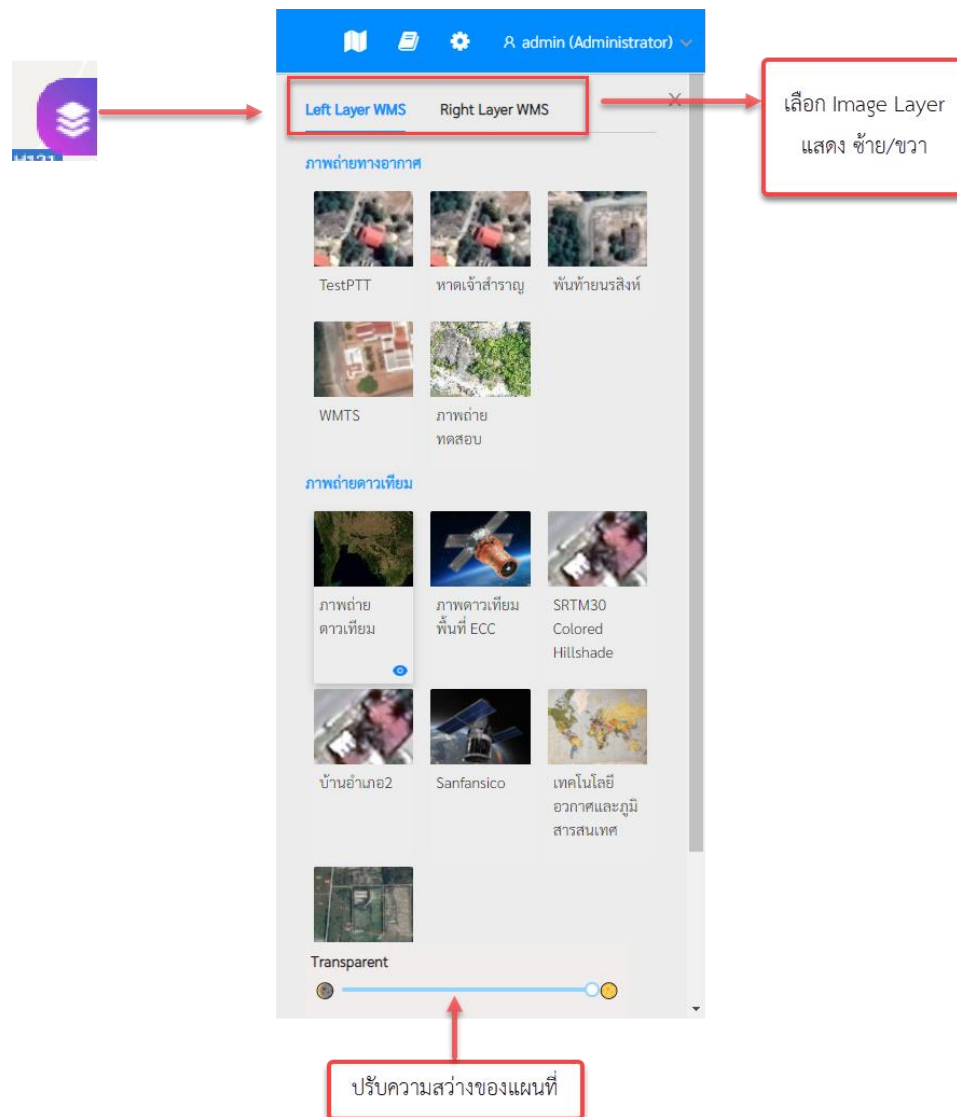 admin (Administrator)
Left Layer WMS
Right Layer WMS
X
เลือก Image Layer
แสดง ซ้าย/ขวา
ภาพถ่ายทางอากาศ
TestPTT
หาดเจ้าสำราญ
พันท้ายนรสิงห์
WMTS
ภาพถ่าย
ทดสอบ
ภาพถ่ายดาวเทียม
ภาพถ่าย
ดาวเทียม
ภาพดาวเทียม
พื้นที่ ECC
SRTM30
Colored
Hillshade
บ้านอำเภอ2
Sanfansico
เทคโนโลยี
อวกาศและภูมิ
สารสนเทศ
Transparent
ปรับความสว่างของแผนที่